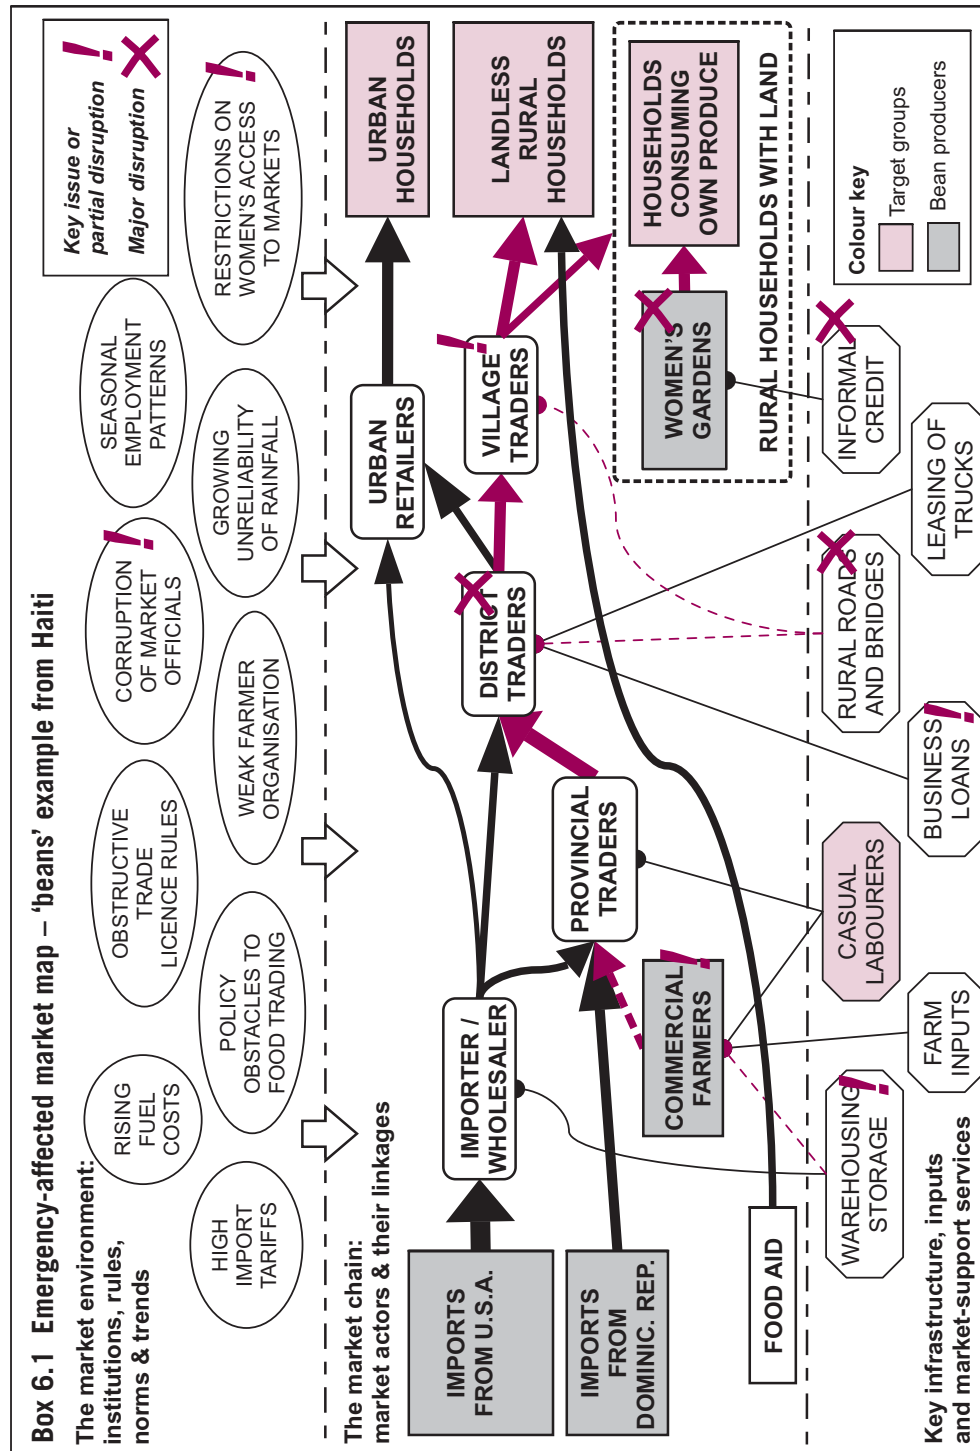 Box 6.1  Emergency-affected market map – ‘beans’ example from Haiti
The market environment:
institutions, rules,
norms & trends
HIGH
IMPORT
TARIFFS
RISING
FUEL
COSTS
POLICY
OBSTACLES TO
FOOD TRADING
OBSTRUCTIVE
TRADE
LICENCE RULES
WEAK FARMER
ORGANISATION
CORRUPTION
OF MARKET
OFFICIALS
GROWING
UNRELIABILITY
OF RAINFALL
SEASONAL
EMPLOYMENT
PATTERNS
RESTRICTIONS ON
WOMEN'S ACCESS
TO MARKETS
Key issue or
partial disruption
Major disruption
The market chain:
market actors & their linkages
IMPORTS
FROM U.S.A.
IMPORTS
FROM
DOMINIC. REP.
FOOD AID
IMPORTER /
WHOLESALER
COMMERCIAL
FARMERS
PROVINCIAL
TRADERS
DISTRICT
TRADERS
URBAN
RETAILERS
VILLAGE
TRADERS
WOMEN'S
GARDENS
URBAN
HOUSEHOLDS
LANDLESS
RURAL
HOUSEHOLDS
HOUSEHOLDS
CONSUMING
OWN PRODUCE
RURAL HOUSEHOLDS WITH LAND
Key infrastructure, inputs
and market-support services
WAREHOUSING
STORAGE
FARM
INPUTS
CASUAL
LABOURERS
BUSINESS
LOANS
RURAL ROADS
AND BRIDGES
LEASING OF
TRUCKS
INFORMAL
CREDIT
Colour key
Target groups
Bean producers